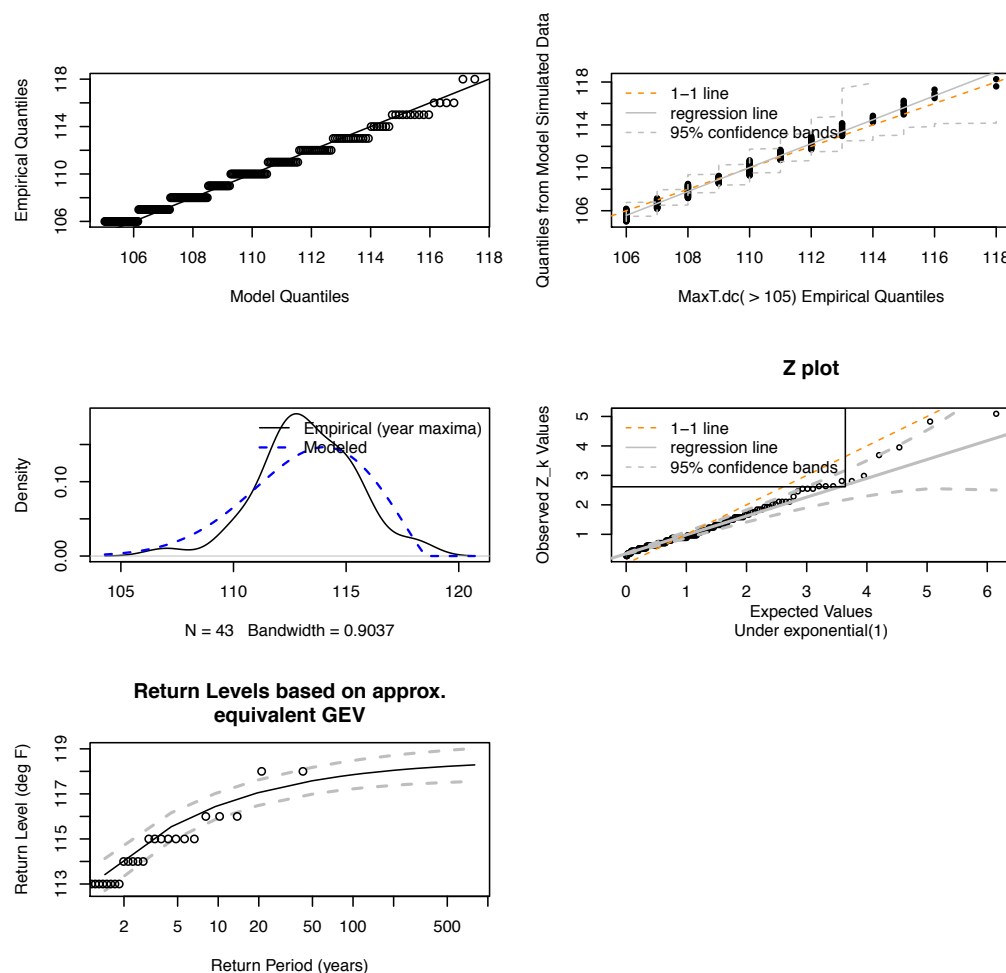 Empirical Quantiles
106 110 114 118
106 108 110 112 114 116 118
Model Quantiles
Quantiles from Model Simulated Data
106 110 114 118
1−1 line
regression line
95% confidence bands
106 108 110 112 114 116 118
MaxT.dc( > 105) Empirical Quantiles
Density
0.00 0.10
Empirical (year maxima)
Modeled
105 110 115 120
N = 43 Bandwidth = 0.9037
Z plot
Observed Z_k Values
5
4
3
2
1
1−1 line
regression line
95% confidence bands
0 1 2 3 4 5 6
Expected Values
Under exponential(1)
Return Levels based on approx.
equivalent GEV
Return Level (deg F)
113 115 117 119
2 5 10 20 50 100 500
Return Period (years)